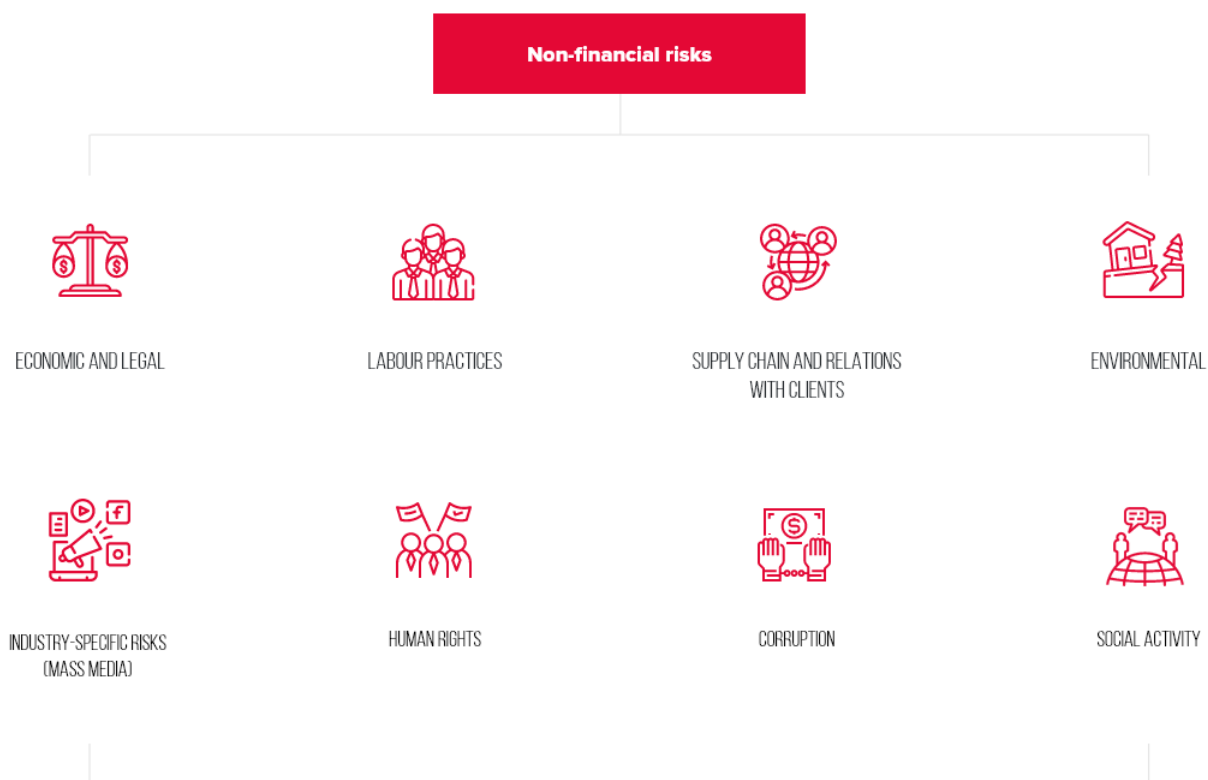 Non-financial risks
ECONOMIC AND LEGAL
LABOUR PRACTICES
SUPPLY CHAIN AND RELATIONS
WITH CLIENTS
ENVIRONMENTAL
INDUSTRY-SPECIFIC RISKS
(MASS MEDIA)
HUMAN RIGHTS
CORRUPTION
SOCIAL ACTIVITY